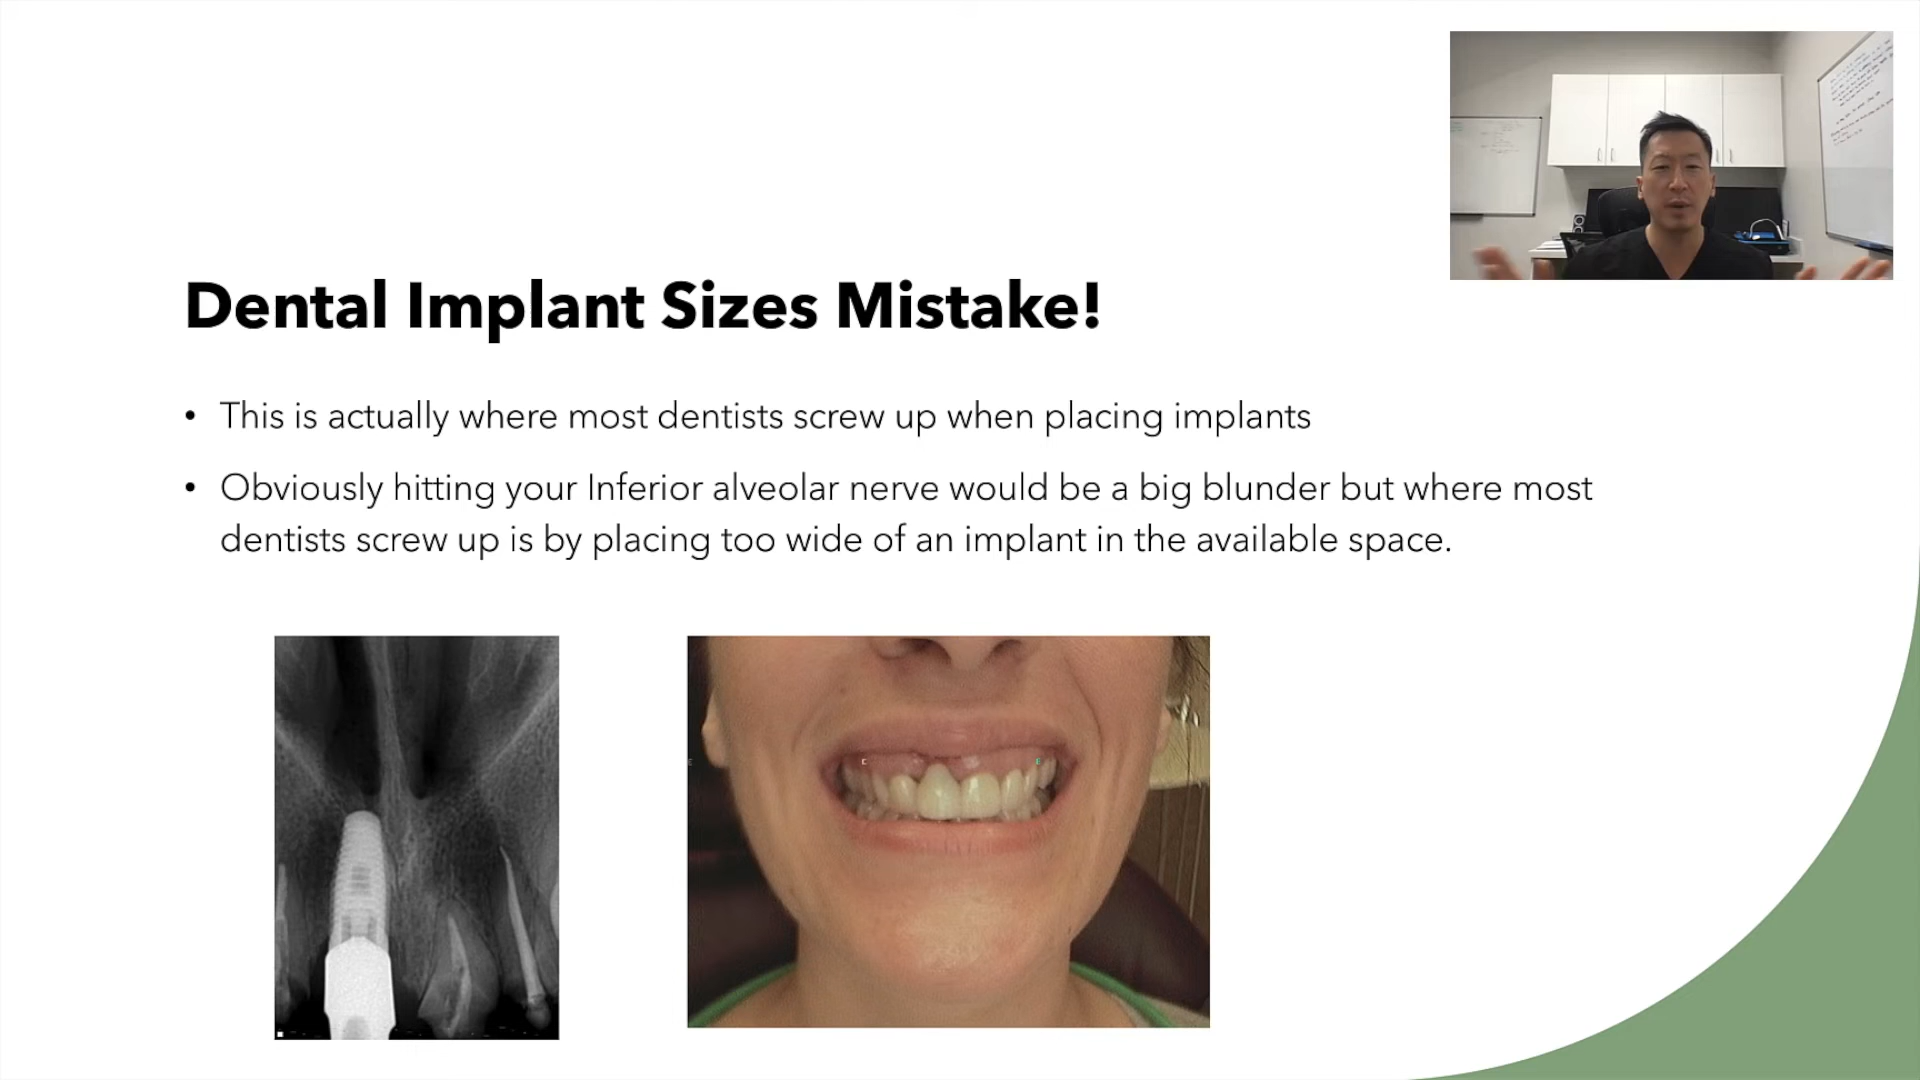 Dental Implant Sizes Mistake!
• This is actually where most dentists screw up when placing implants
• Obviously hitting your Inferior alveolar nerve would be a big blunder but where most
dentists screw up is by placing too wide of an implant in the available space.